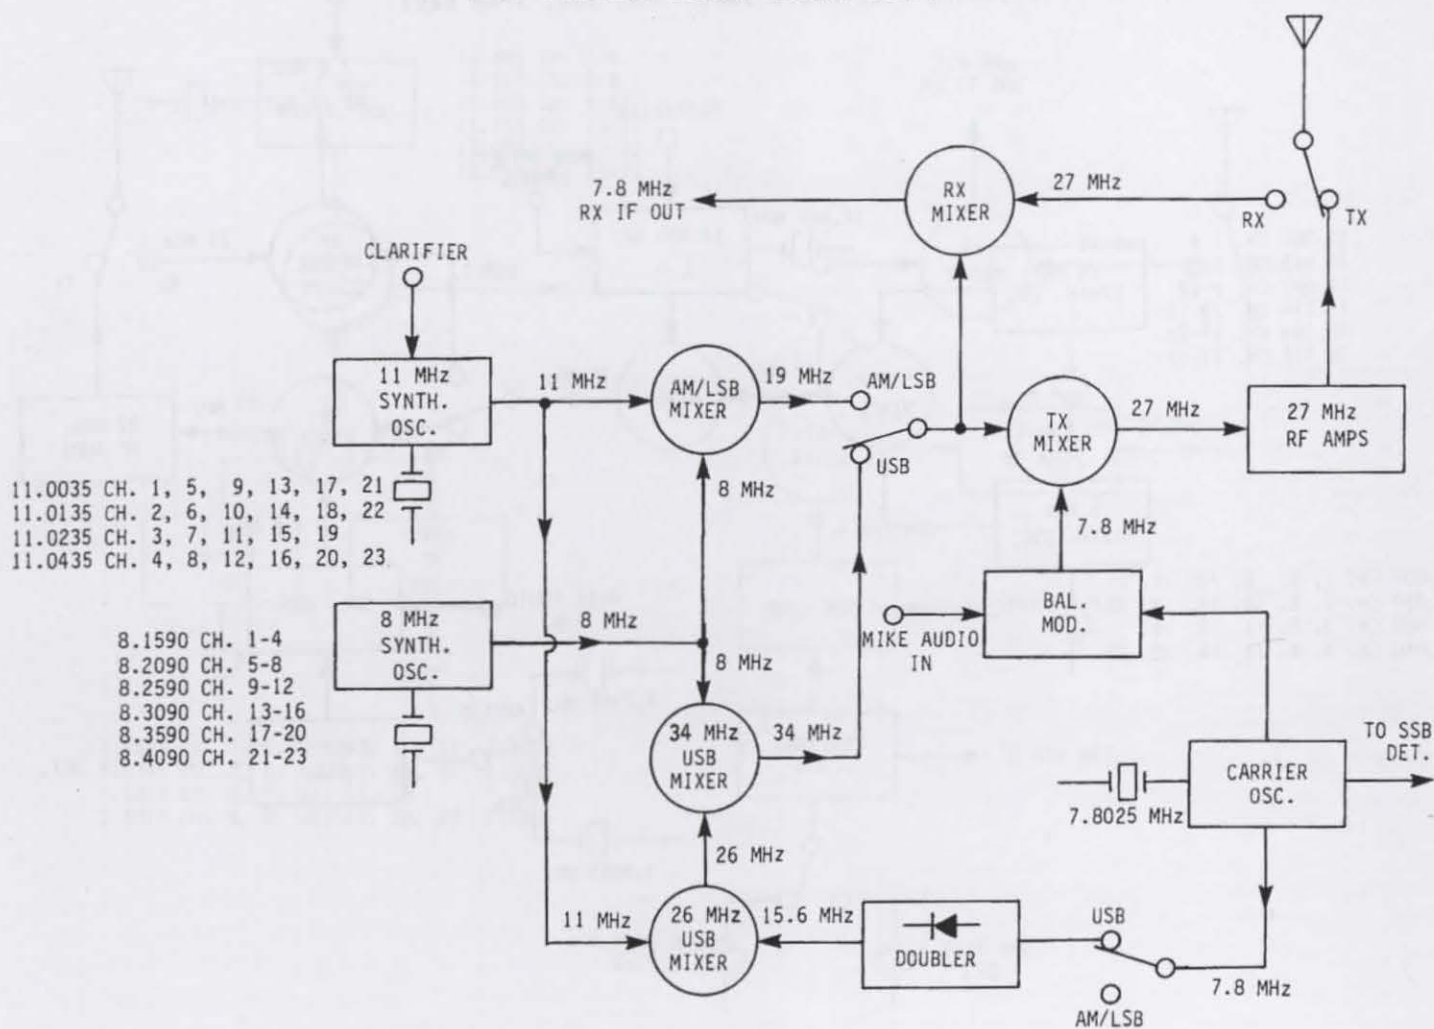 RX
MIXER
27 MHz
7.8 MHz
RX IF OUT
RX
TX
CLARIFIER
11 MHz
SYNTH.
OSC.
11 MHz
AM/LSB
MIXER
19 MHz
AM/LSB
USB
TX
MIXER
27 MHz
27 MHz
RF AMPS
11.0035 CH. 1, 5, 9, 13, 17, 21
11.0135 CH. 2, 6, 10, 14, 18, 22
11.0235 CH. 3, 7, 11, 15, 19
11.0435 CH. 4, 8, 12, 16, 20, 23
8 MHz
7.8 MHz
8 MHz
SYNTH.
OSC.
8 MHz
8 MHz
MIKE AUDIO
IN
BAL.
MOD.
8.1590 CH. 1-4
8.2090 CH. 5-8
8.2590 CH. 9-12
8.3090 CH. 13-16
8.3590 CH. 17-20
8.4090 CH. 21-23
34 MHz
USB
MIXER
34 MHz
7.8025 MHz
CARRIER
OSC.
TO SSB
DET.
26 MHz
11 MHz
26 MHz
USB
MIXER
15.6 MHz
DOUBLER
USB
AM/LSB
7.8 MHz